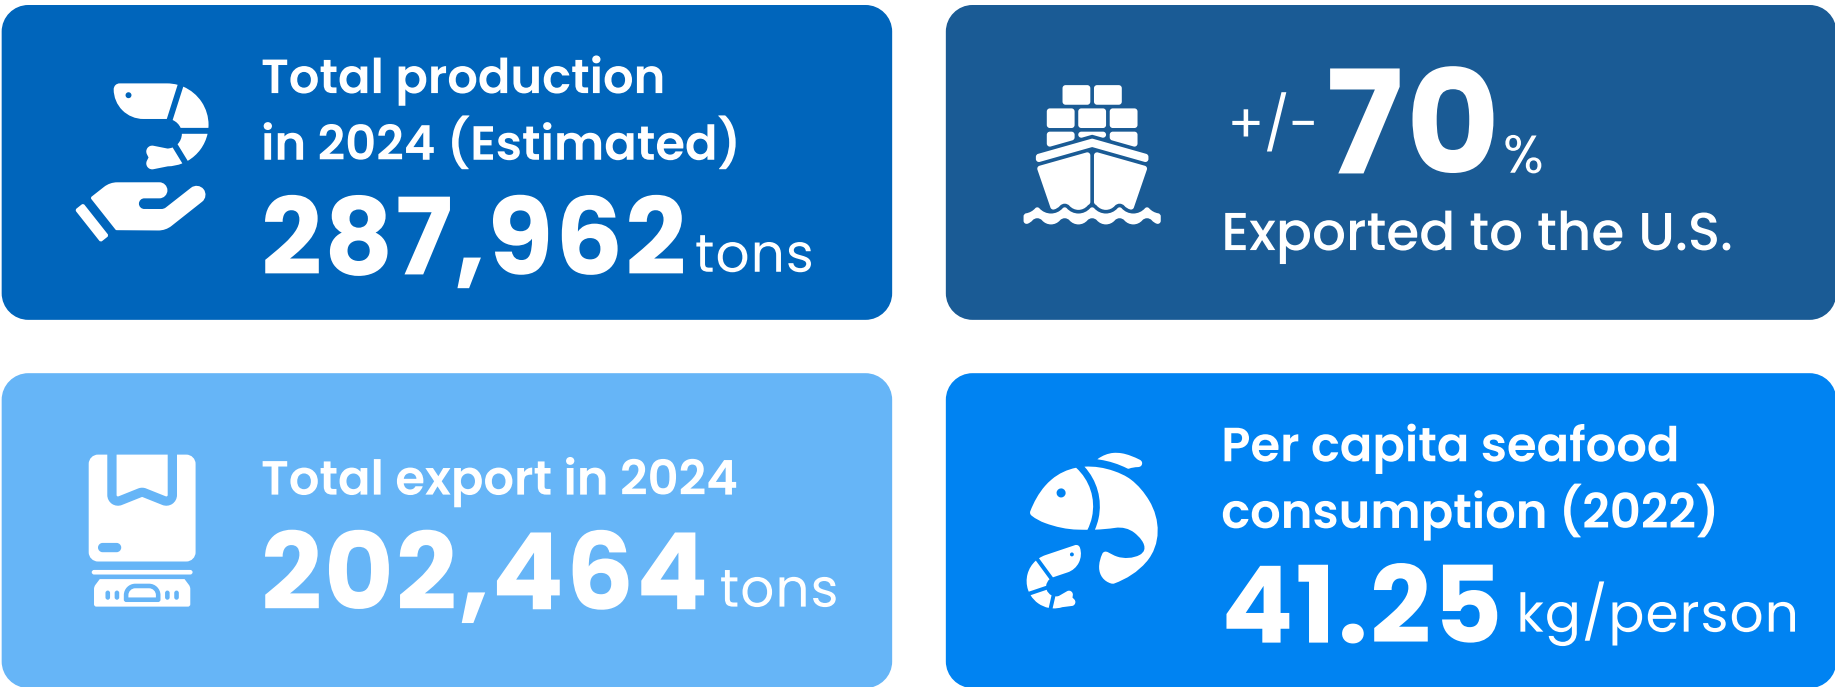 Total production
in 2024 (Estimated)
287,962 tons
+/- 70 %
Exported to the U.S.
Total export in 2024
202,464 tons
Per capita seafood
consumption (2022)
41.25 kg/person